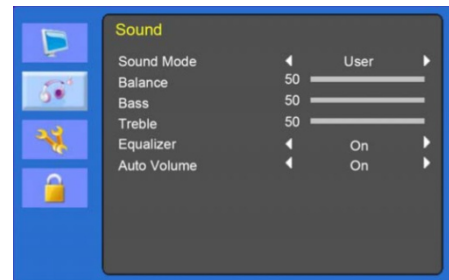 Sound
Sound Mode User
Balance 50
Bass 50
Treble 50
Equalizer On
Auto Volume On